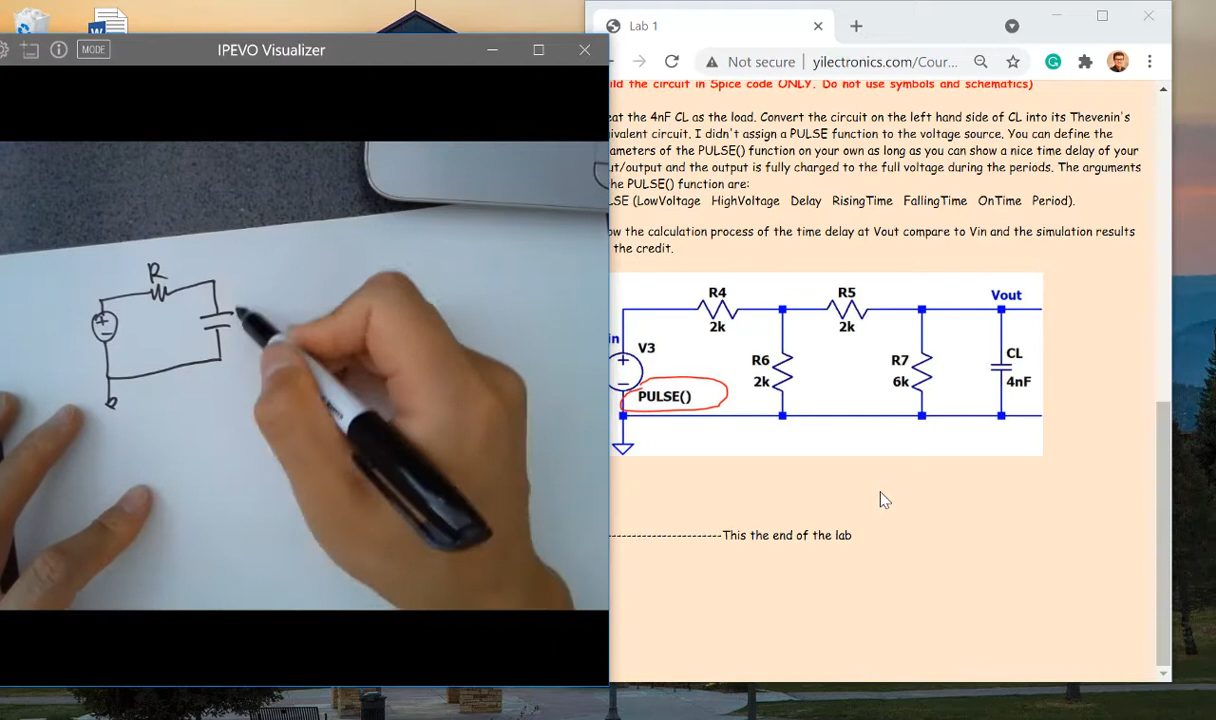 W
MODE
IPEVO Visualizer
R
+
−
Lab 1
Not secure
yilectronics.com/Cour...
ld the circuit in Spice code ONLY. Do not use symbols and schematics)
eat the 4nF CL as the load. Convert the circuit on the left hand side of CL into its Thevenin's
ivalent circuit. I didn't assign a PULSE function to the voltage source. You can define the
ameters of the PULSE() function on your own as long as you can show a nice time delay of your
ut/output and the output is fully charged to the full voltage during the periods. The arguments
he PULSE() function are:
LSE (LowVoltage HighVoltage Delay RisingTime FallingTime OnTime Period).
ow the calculation process of the time delay at Vout compare to Vin and the simulation results
the credit.
R4
2k
R5
2k
Vout
in
V3
+
−
PULSE()
R6
2k
R7
6k
CL
4nF
-----------------------This the end of the lab